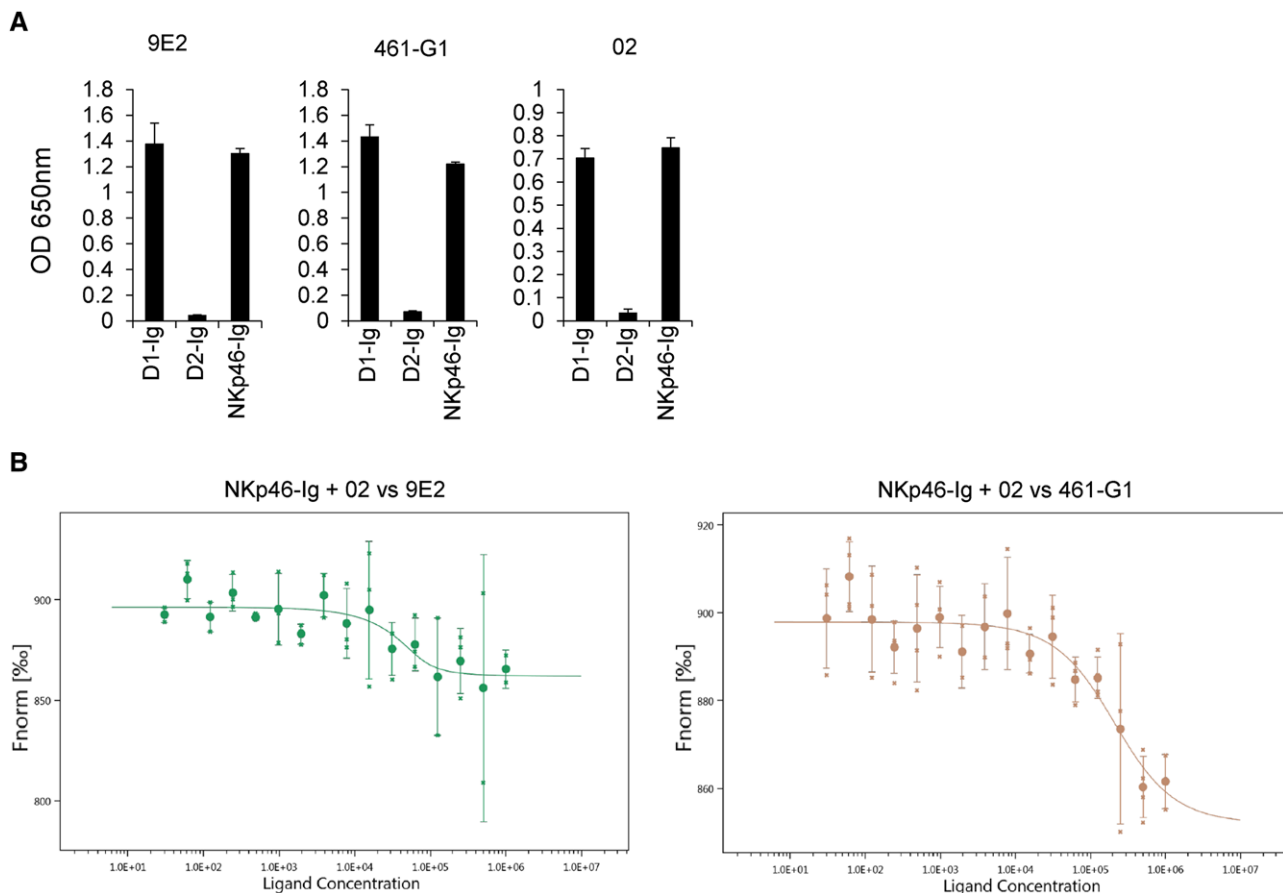 A
9E2
461-G1
02
OD 650nm
1.8
1.6
1.4
1.2
1
0.8
0.6
0.4
0.2
0
D1-Ig
D2-Ig
NKp46-Ig
1.8
1.6
1.4
1.2
1
0.8
0.6
0.4
0.2
0
D1-Ig
D2-Ig
NKp46-Ig
1
0.9
0.8
0.7
0.6
0.5
0.4
0.3
0.2
0.1
0
D1-Ig
D2-Ig
NKp46-Ig
B
NKp46-Ig + 02 vs 9E2
Fnorm [‰]
900
850
800
1.0E+01 1.0E+02 1.0E+03 1.0E+04 1.0E+05 1.0E+06 1.0E+07
Ligand Concentration
NKp46-Ig + 02 vs 461-G1
Fnorm [‰]
920
900
880
860
1.0E+01 1.0E+02 1.0E+03 1.0E+04 1.0E+05 1.0E+06 1.0E+07
Ligand Concentration